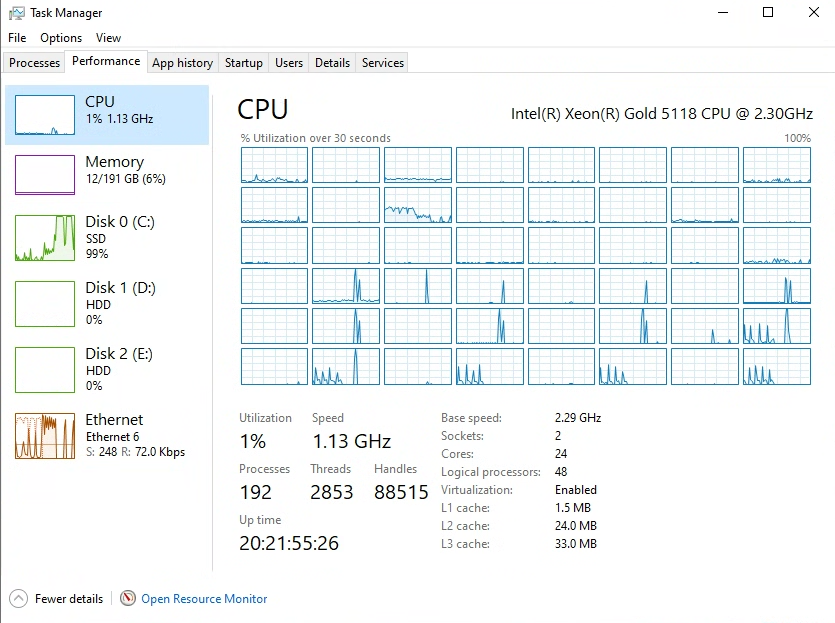 Task Manager
File Options View
Processes Performance App history Startup Users Details Services
CPU
1% 1.13 GHz
Memory
12/191 GB (6%)
Disk 0 (C:)
SSD
99%
Disk 1 (D:)
HDD
0%
Disk 2 (E:)
HDD
0%
Ethernet
Ethernet 6
S: 248 R: 72.0 Kbps
CPU
Intel(R) Xeon(R) Gold 5118 CPU @ 2.30GHz
% Utilization over 30 seconds 100%
Utilization Speed
1% 1.13 GHz
Processes Threads Handles
192 2853 88515
Up time
20:21:55:26
Base speed: 2.29 GHz
Sockets: 2
Cores: 24
Logical processors: 48
Virtualization: Enabled
L1 cache: 1.5 MB
L2 cache: 24.0 MB
L3 cache: 33.0 MB
Fewer details Open Resource Monitor